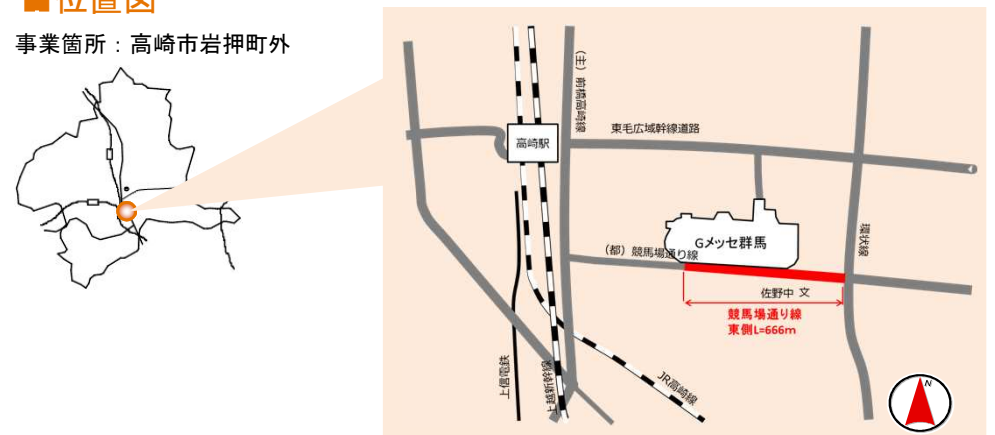 ■位置図
事業箇所：高崎市岩押町外
(主) 前橋高崎線
東毛広域幹線道路
高崎駅
Gメッセ群馬
環状線
(都) 競馬場通り線
佐野中 文
競馬場通り線
東側L=666m
上信電鉄
上越新幹線
JR高崎線
N